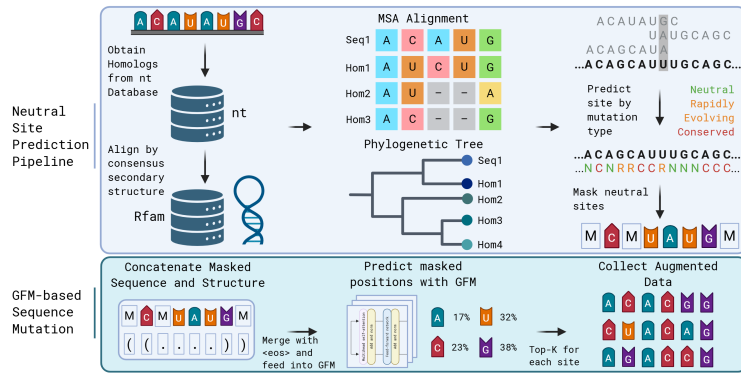 A C A U A U G C
Obtain
Homologs
from nt
Database
nt
Align by
consensus
secondary
structure
Rfam
Neutral
Site
Prediction
Pipeline
MSA Alignment
Seq1 A C A U G
Hom1 A U C U G
Hom2 A U - - A
Hom3 A C - - G
Phylogenetic Tree
Seq1
Hom1
Hom2
Hom3
Hom4
ACAUAUGC
UAUGCAGC
ACAGCAUA
...ACAGCAUUUGCAGC...
Predict
site by
mutation
type
Neutral
Rapidly
Evolving
Conserved
...ACAGCAUUUGCAGC...
NCNRRCCRNNNCCC
Mask neutral
sites
M C M U A U G M
GFM-based
Sequence
Mutation
Concatenate Masked
Sequence and Structure
M C M U A U G M
( ( . . . . ) )
Merge with
<eos> and
feed into GFM
Predict masked
positions with GFM
A 17% U 32%
C 23% G 38%
Top-K for
each site
Collect Augmented
Data
A C A C G G
C U A C A G
A G A C C G